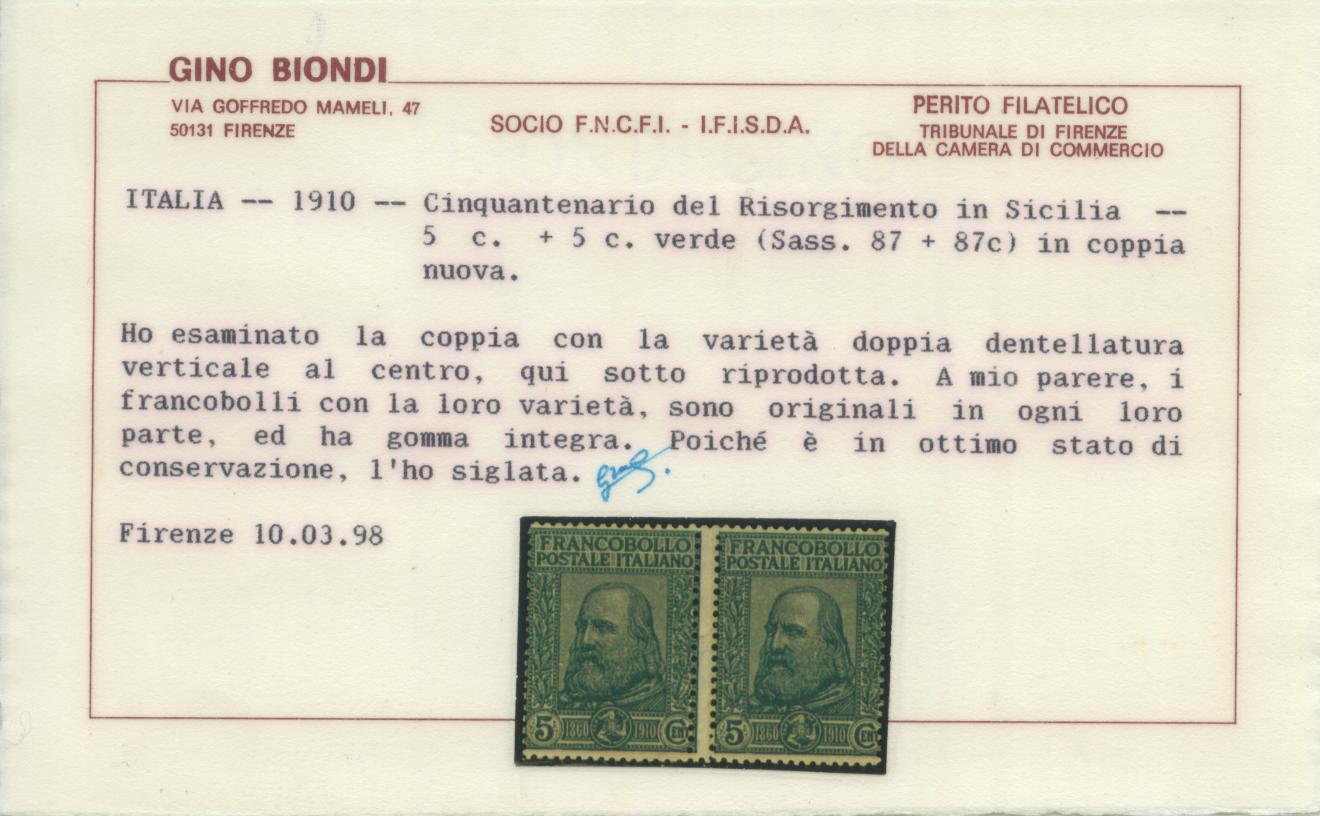 GINO BIONDI
VIA GOFFREDO MAMELI, 47
50131 FIRENZE
SOCIO F.N.C.F.I. - I.F.I.S.D.A.
PERITO FILATELICO
TRIBUNALE DI FIRENZE
DELLA CAMERA DI COMMERCIO
ITALIA -- 1910 -- Cinquantenario del Risorgimento in Sicilia --
5 c. + 5 c. verde (Sass. 87 + 87c) in coppia
nuova.
Ho esaminato la coppia con la varietà doppia dentellatura
verticale al centro, qui sotto riprodotta. A mio parere, i
francobolli con la loro varietà, sono originali in ogni loro
parte, ed ha gomma integra. Poiché è in ottimo stato di
conservazione, l'ho siglata.
Firenze 10.03.98
FRANCOBOLLO
POSTALE ITALIANO
5 1860 1910 Cent
FRANCOBOLLO
POSTALE ITALIANO
5 1860 1910 Cent